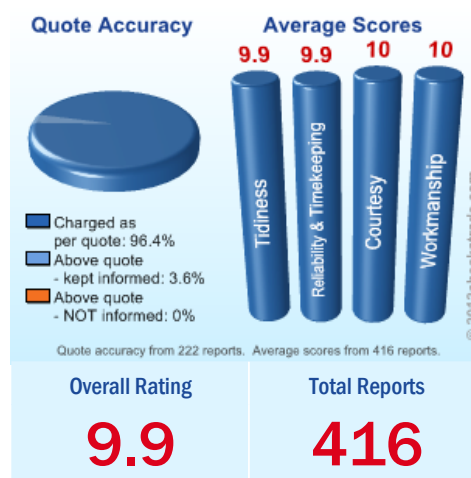 Quote Accuracy
Average Scores
9.9
9.9
10
10
Tidiness
Reliability & Timekeeping
Courtesy
Workmanship
Charged as
per quote: 96.4%
Above quote
- kept informed: 3.6%
Above quote
- NOT informed: 0%
Quote accuracy from 222 reports. Average scores from 416 reports.
Overall Rating
Total Reports
9.9
416